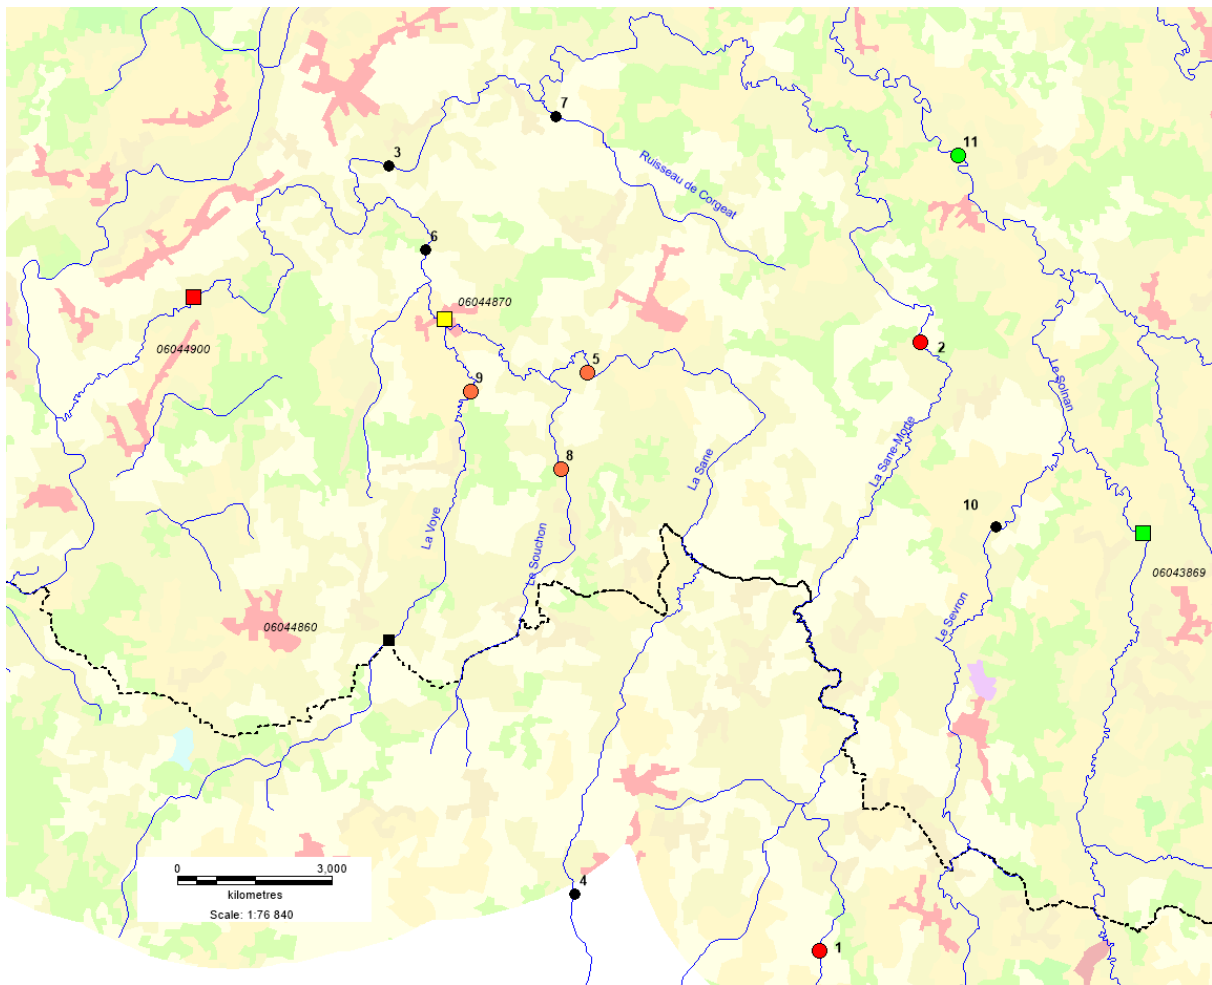 7
11
3
Ruisseau de Corgeat
6
06044870
2
06044900
5
9
Le Solnan
La Sane-Morte
8
La Sane
10
La Voye
Le Souchon
06043869
Le Sevron
06044860
0 3,000
kilometres
Scale: 1:76 840
4
1